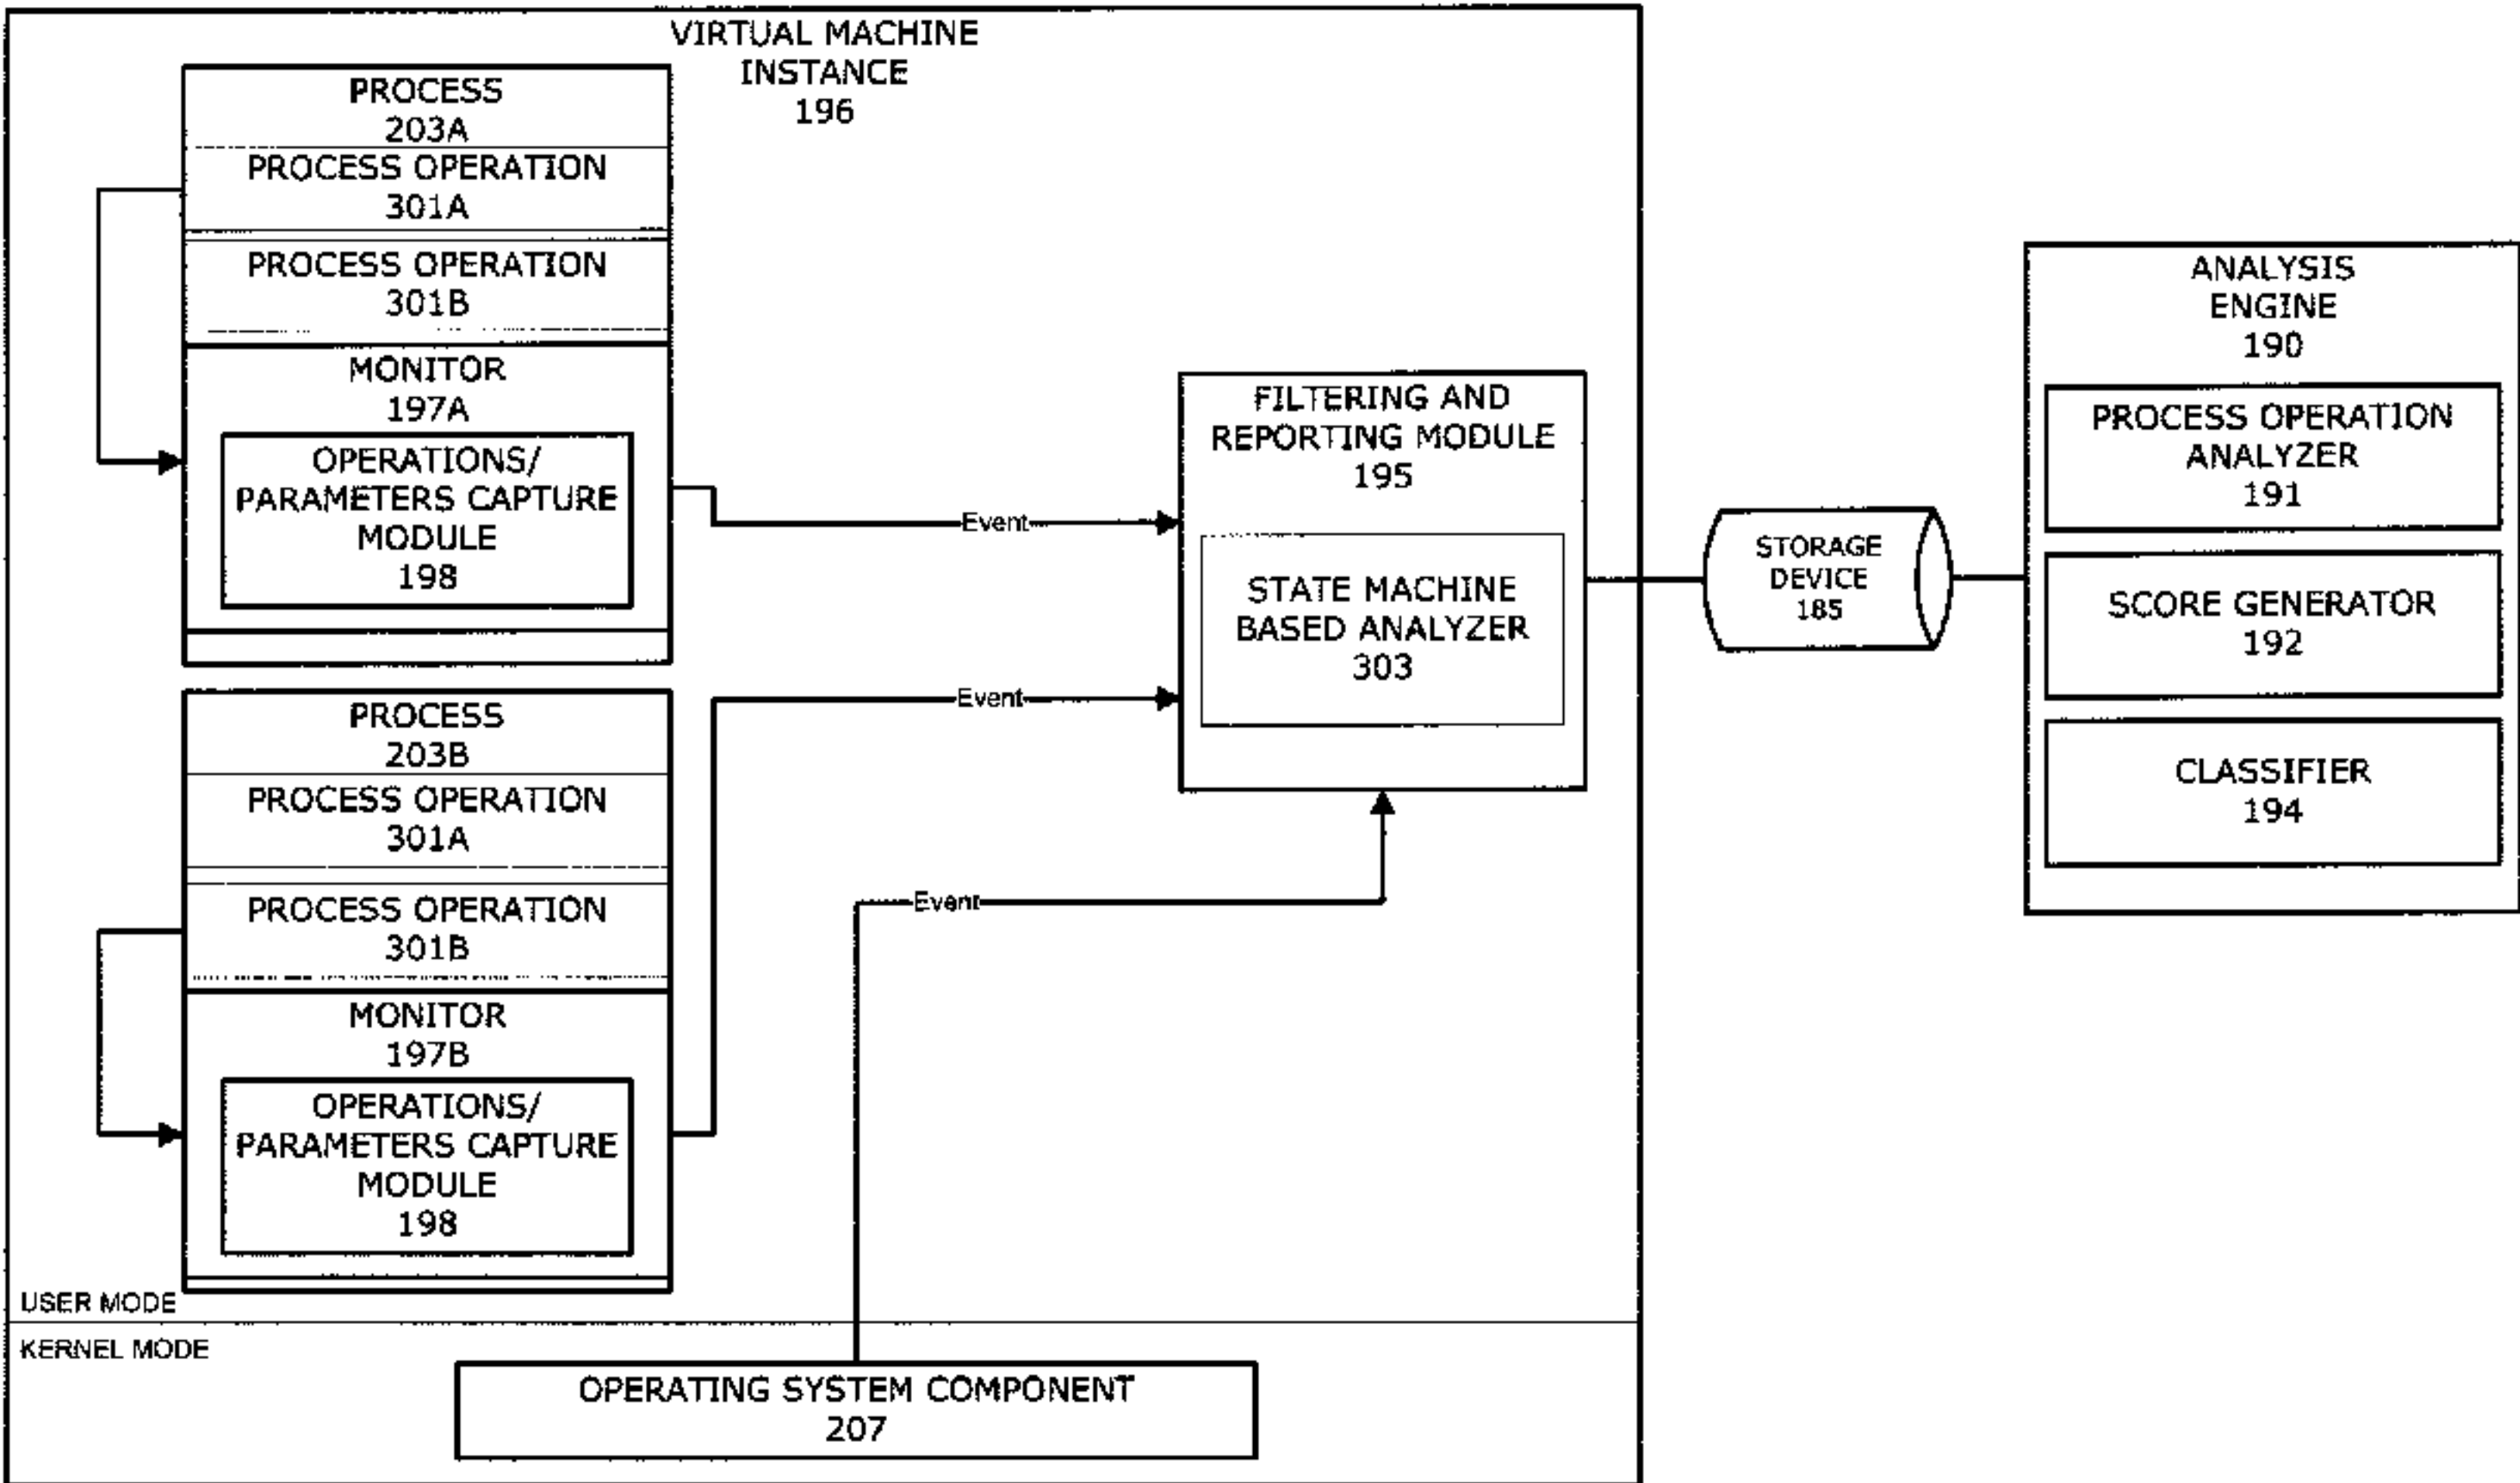 VIRTUAL MACHINE
INSTANCE
196
PROCESS
203A
PROCESS OPERATION
301A
PROCESS OPERATION
301B
MONITOR
197A
OPERATIONS/
PARAMETERS CAPTURE
MODULE
198
PROCESS
203B
PROCESS OPERATION
301A
PROCESS OPERATION
301B
MONITOR
197B
OPERATIONS/
PARAMETERS CAPTURE
MODULE
198
Event
Event
Event
FILTERING AND
REPORTING MODULE
195
STATE MACHINE
BASED ANALYZER
303
USER MODE
KERNEL MODE
OPERATING SYSTEM COMPONENT
207
STORAGE
DEVICE
185
ANALYSIS
ENGINE
190
PROCESS OPERATION
ANALYZER
191
SCORE GENERATOR
192
CLASSIFIER
194